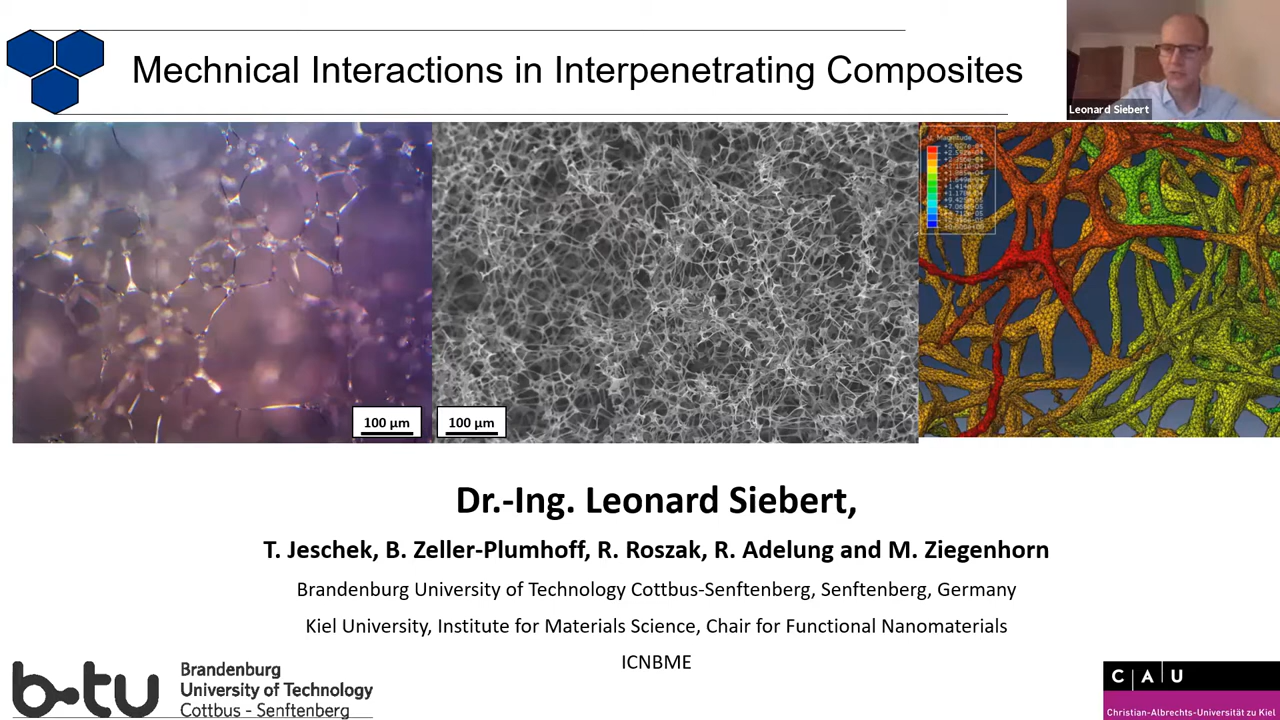 Mechnical Interactions in Interpenetrating Composites
Leonard Siebert
100 µm
100 µm
Magnitude
Dr.-Ing. Leonard Siebert,
T. Jeschek, B. Zeller-Plumhoff, R. Roszak, R. Adelung and M. Ziegenhorn
Brandenburg University of Technology Cottbus-Senftenberg, Senftenberg, Germany
Kiel University, Institute for Materials Science, Chair for Functional Nanomaterials
ICNBME
b-tu
Brandenburg
University of Technology
Cottbus - Senftenberg
C A U
Christian-Albrechts-Universität zu Kiel